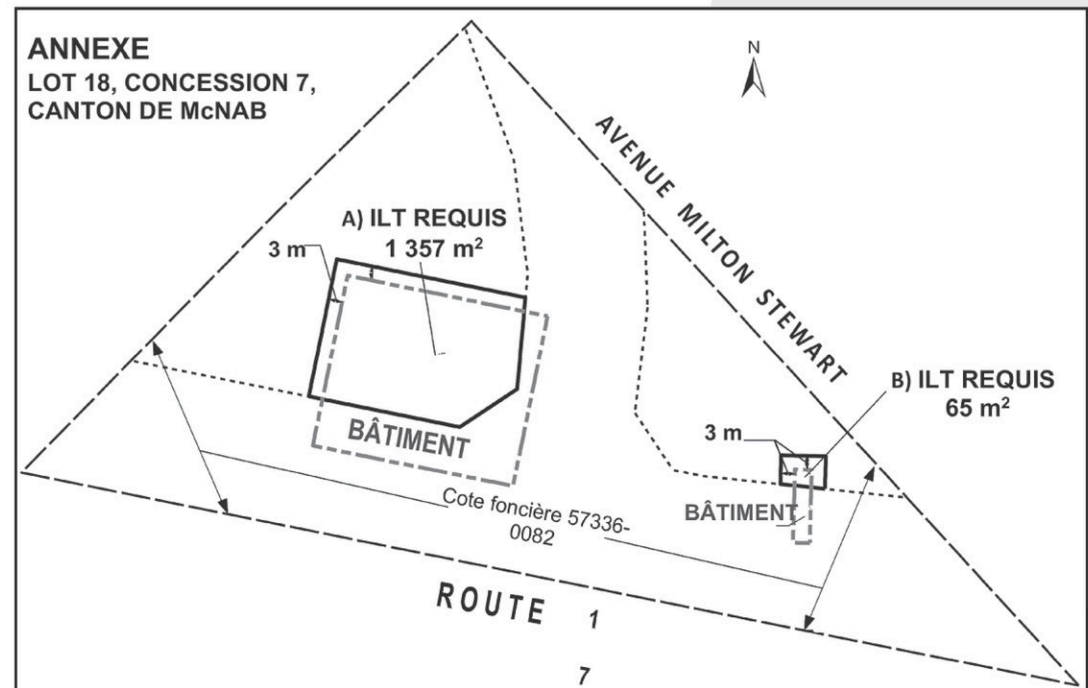 ANNEXE
LOT 18, CONCESSION 7,
CANTON DE McNAB
N
AVENUE MILTON STEWART
A) ILT REQUIS
1 357 m²
3 m
B) ILT REQUIS
65 m²
3 m
BÂTIMENT
BÂTIMENT
Cote foncière 57336-
0082
ROUTE 1
7